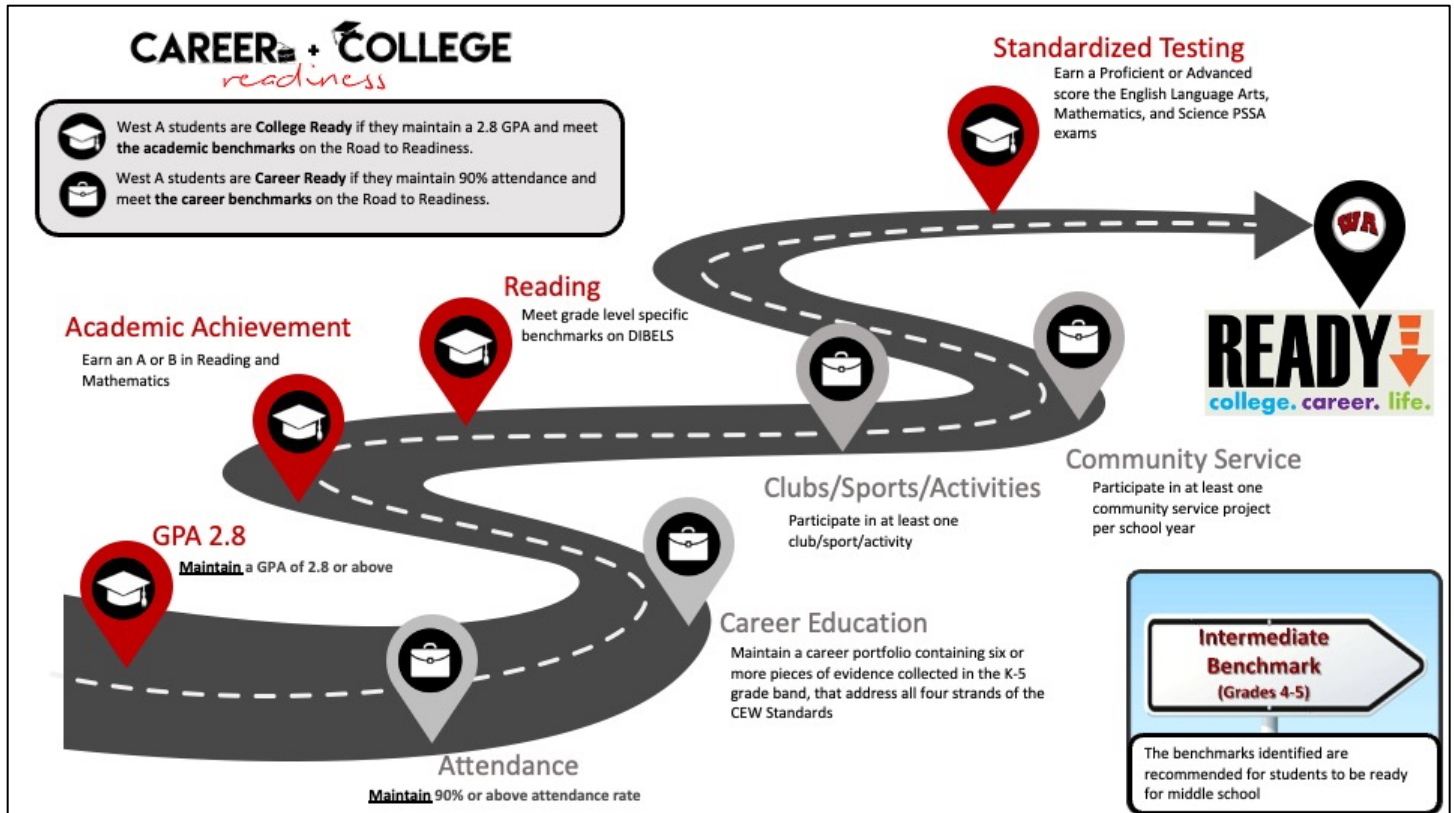 CAREER + COLLEGE
readiness
West A students are College Ready if they maintain a 2.8 GPA and meet
the academic benchmarks on the Road to Readiness.
West A students are Career Ready if they maintain 90% attendance and
meet the career benchmarks on the Road to Readiness.
Standardized Testing
Earn a Proficient or Advanced
score the English Language Arts,
Mathematics, and Science PSSA
exams
WA
READY
college. career. life.
Reading
Meet grade level specific
benchmarks on DIBELS
Academic Achievement
Earn an A or B in Reading and
Mathematics
Community Service
Participate in at least one
community service project
per school year
Clubs/Sports/Activities
Participate in at least one
club/sport/activity
GPA 2.8
Maintain a GPA of 2.8 or above
Career Education
Maintain a career portfolio containing six or
more pieces of evidence collected in the K-5
grade band, that address all four strands of the
CEW Standards
Attendance
Maintain 90% or above attendance rate
Intermediate
Benchmark
(Grades 4-5)
The benchmarks identified are
recommended for students to be ready
for middle school